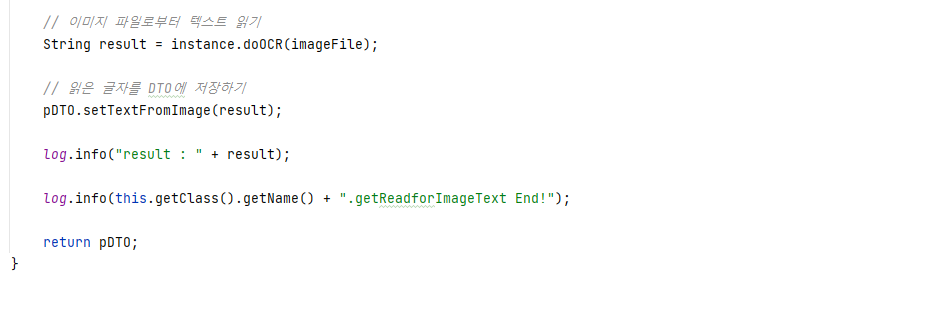 // 이미지 파일로부터 텍스트 읽기
String result = instance.doOCR(imageFile);
// 읽은 글자를 DTO에 저장하기
pDTO.setTextFromImage(result);
log.info("result : " + result);
log.info(this.getClass().getName() + ".getReadforImageText End!");
return pDTO;
}